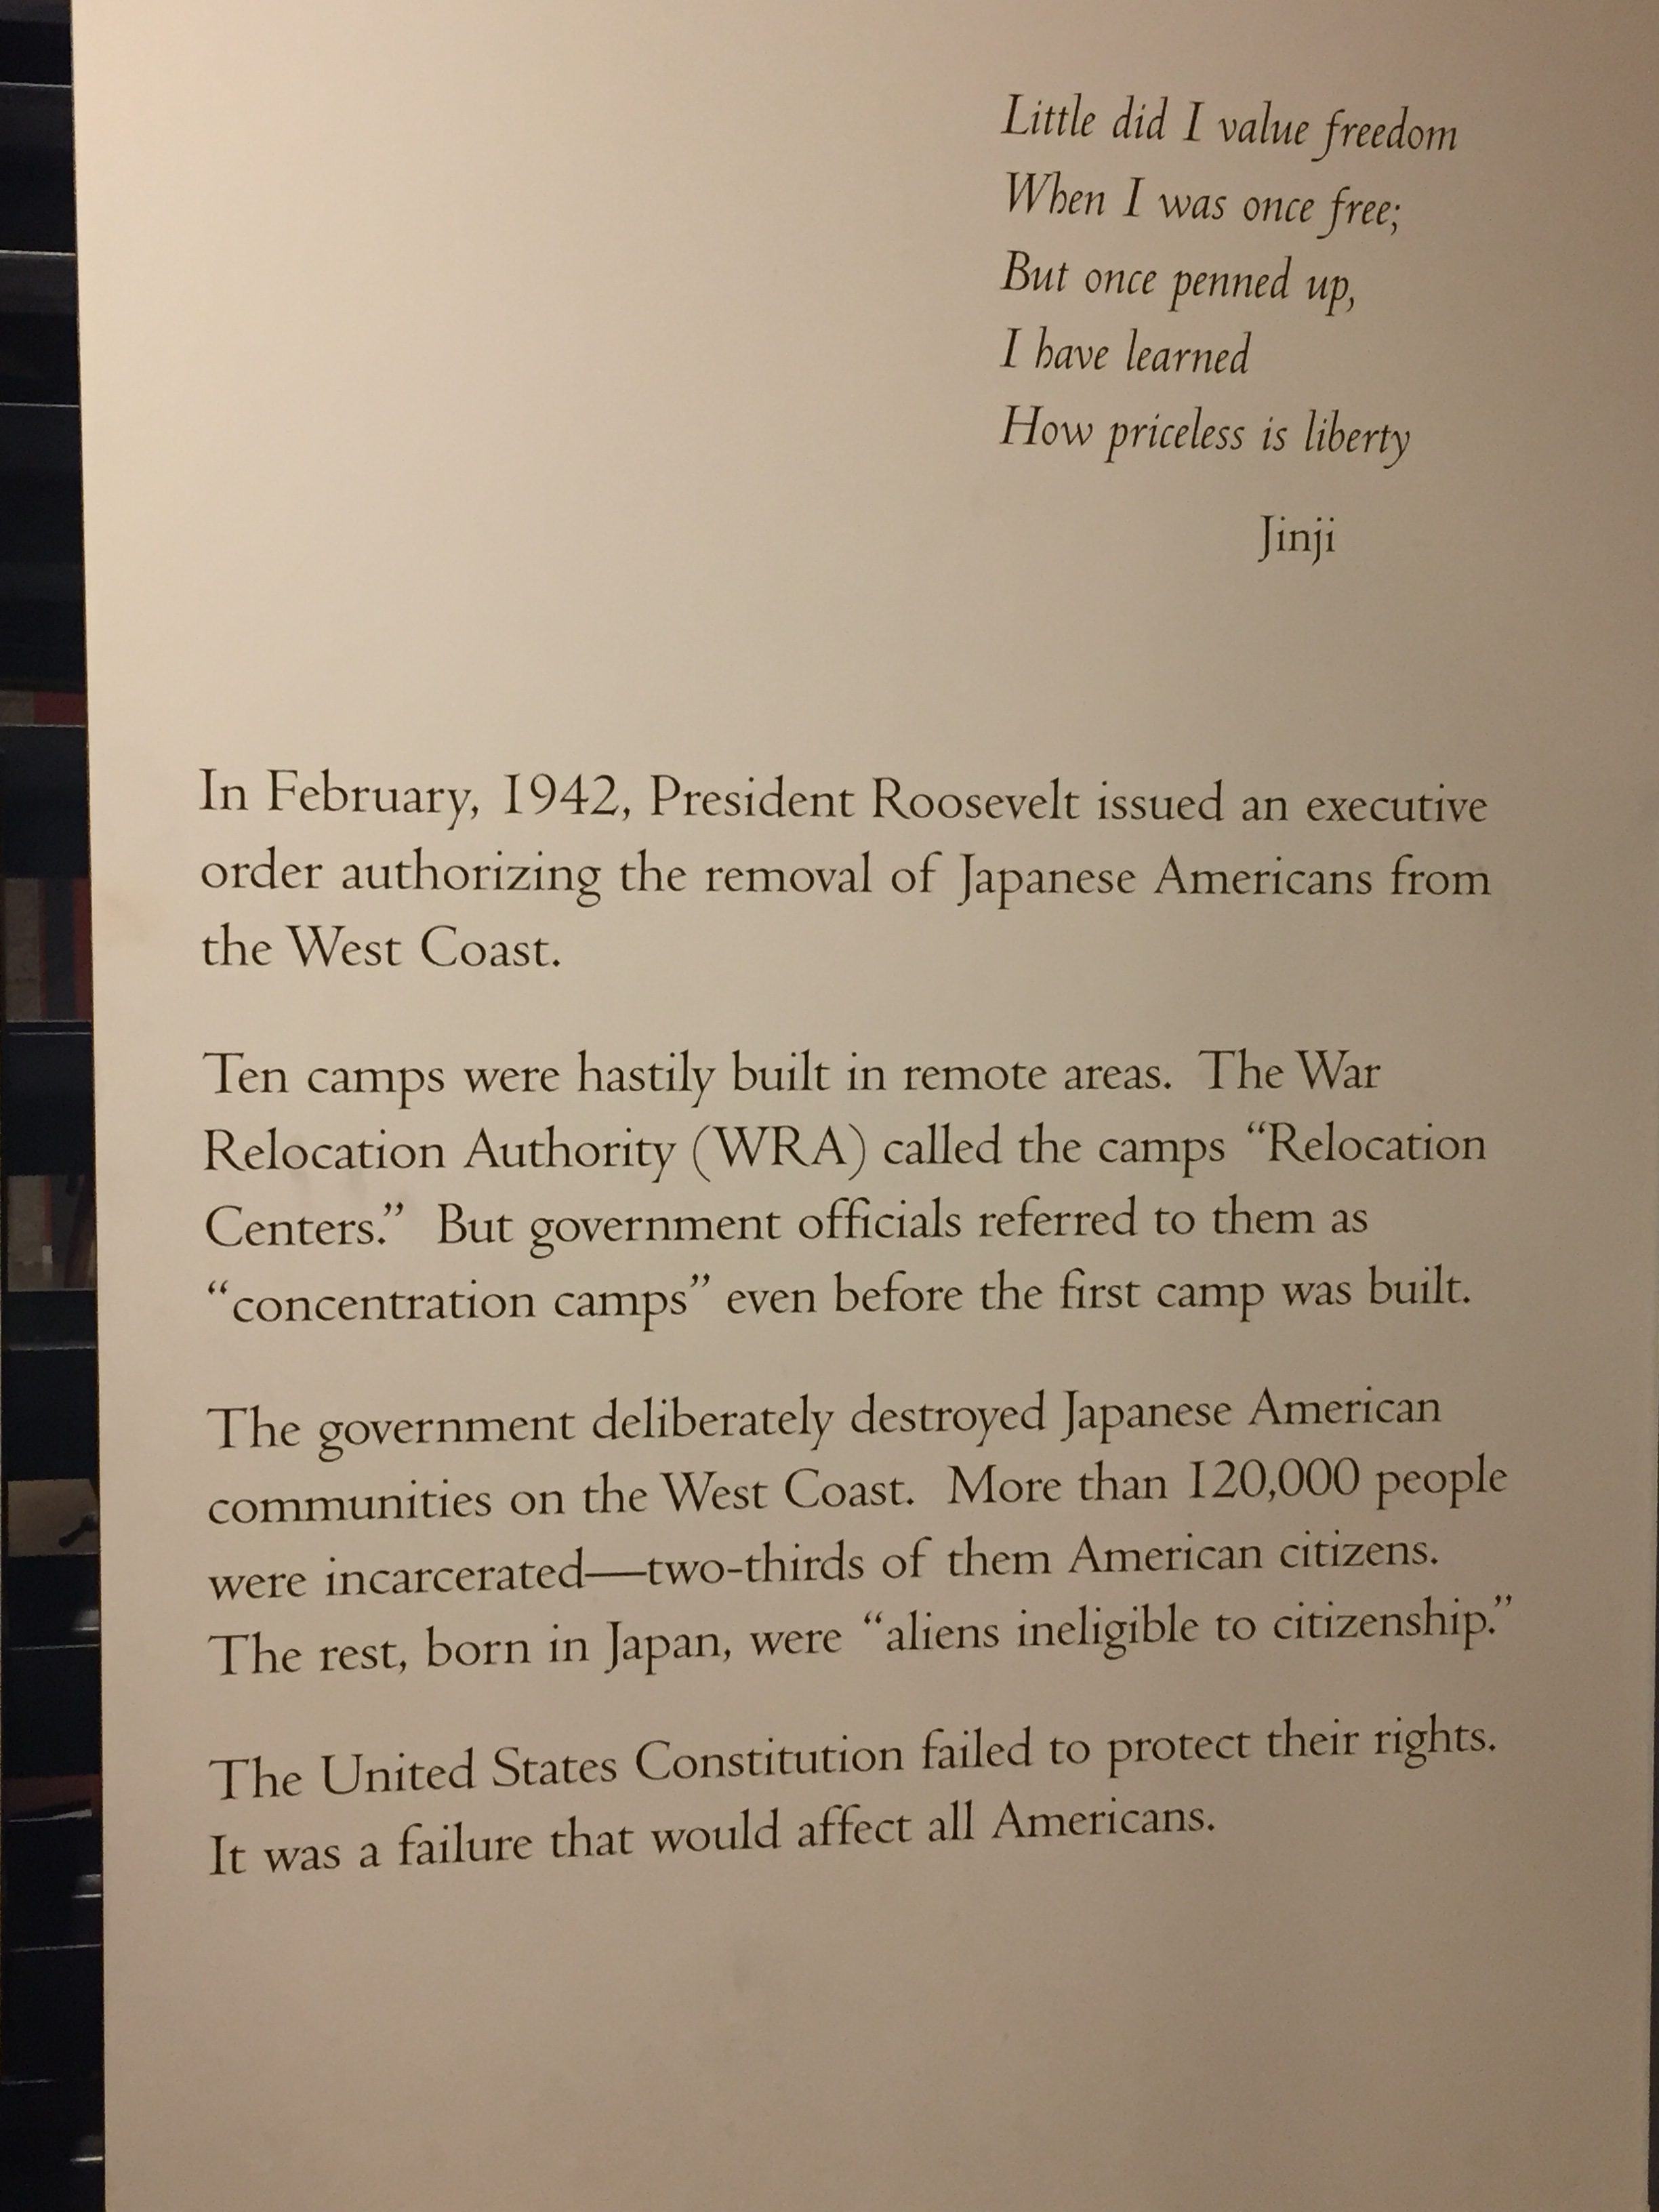 Little did I value freedom
When I was once free;
But once penned up,
I have learned
How priceless is liberty
Jinji
In February, 1942, President Roosevelt issued an executive
order authorizing the removal of Japanese Americans from
the West Coast.
Ten camps were hastily built in remote areas.  The War
Relocation Authority (WRA) called the camps “Relocation
Centers.”  But government officials referred to them as
“concentration camps” even before the first camp was built.
The government deliberately destroyed Japanese American
communities on the West Coast.  More than 120,000 people
were incarcerated—two-thirds of them American citizens.
The rest, born in Japan, were “aliens ineligible to citizenship.”
The United States Constitution failed to protect their rights.
It was a failure that would affect all Americans.